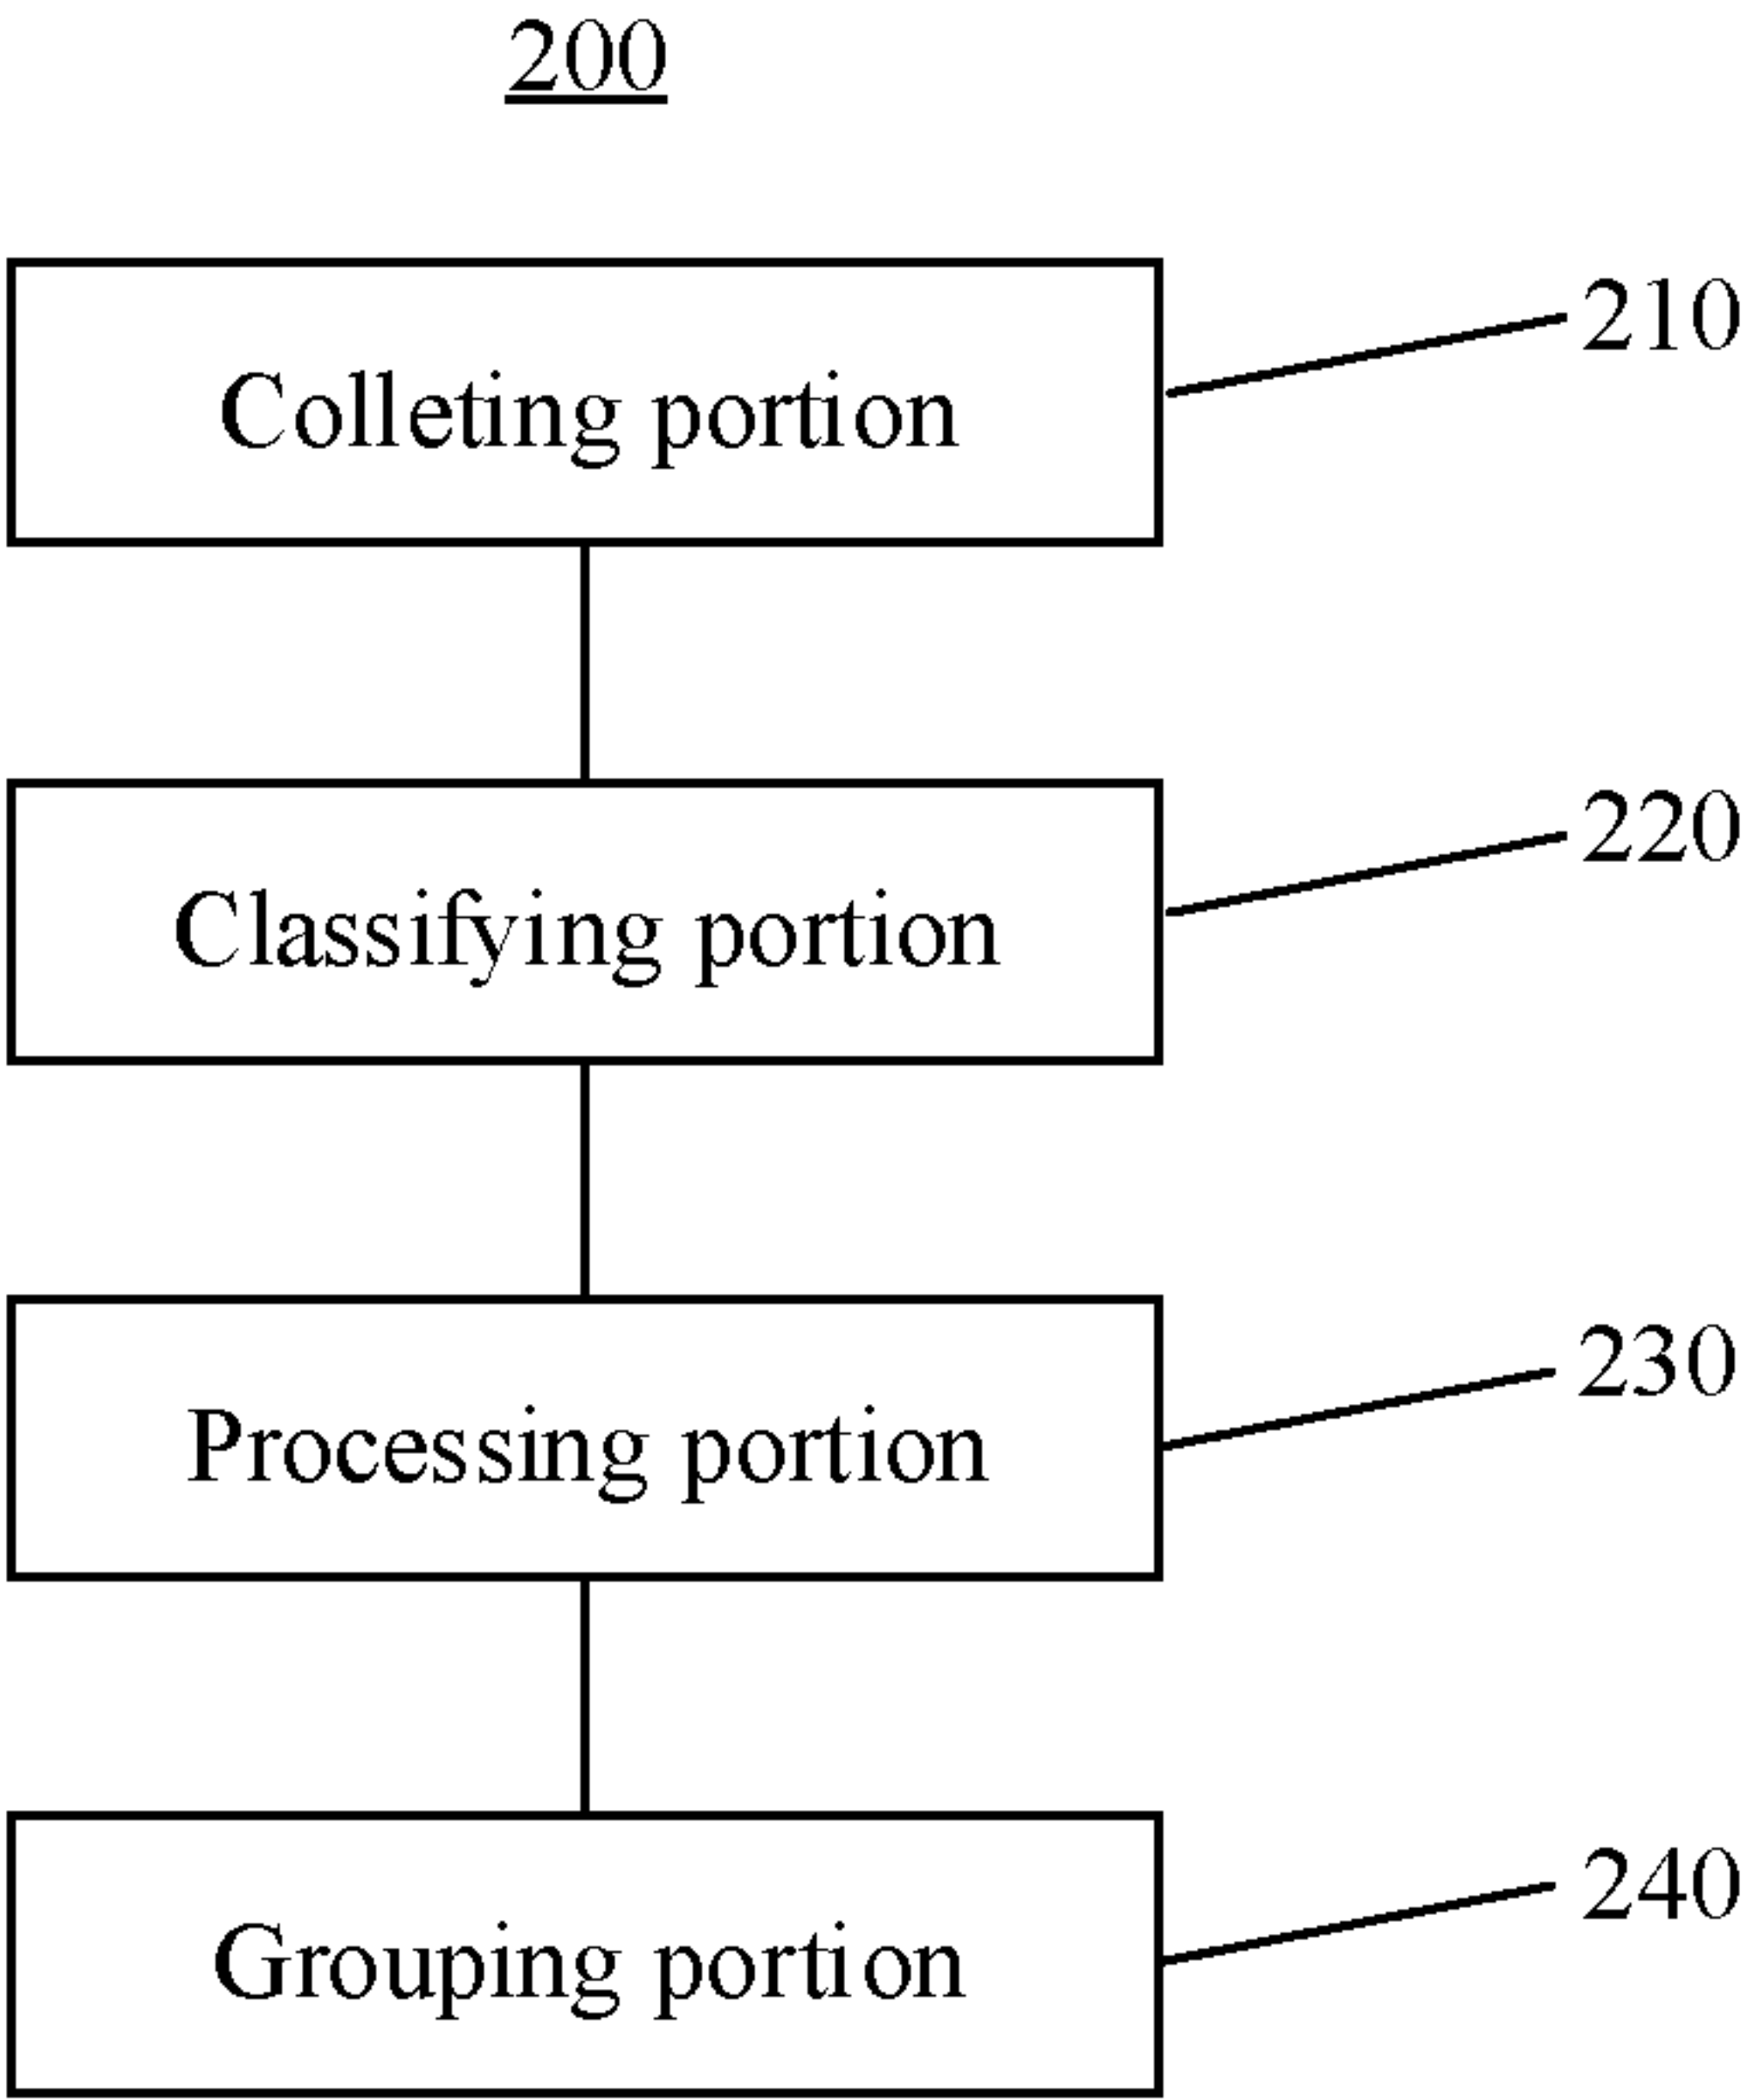 200
Colleting portion
210
Classifying portion
220
Processing portion
230
Grouping portion
240